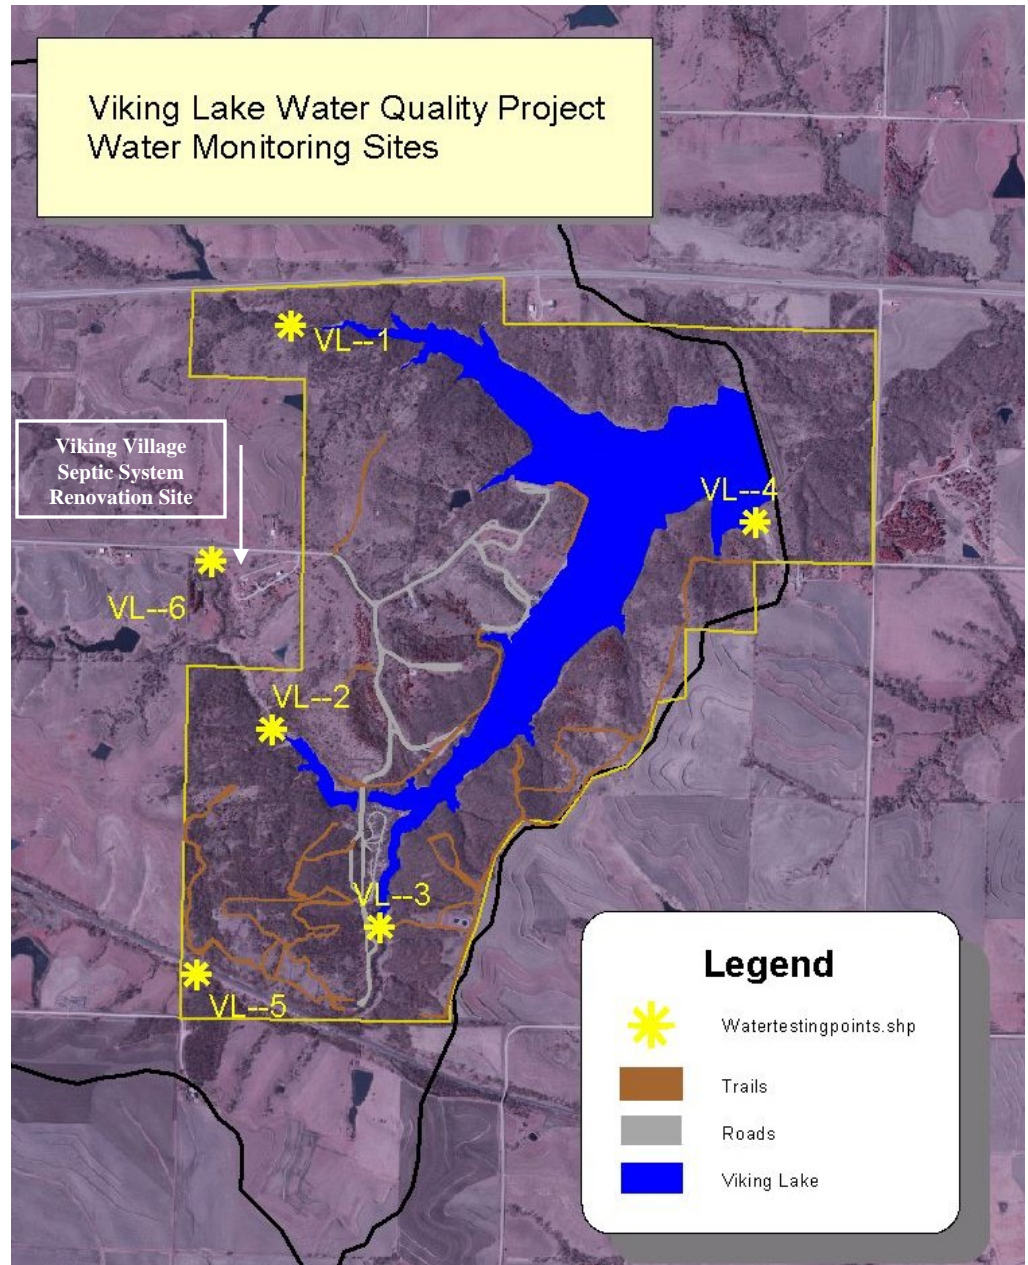 Viking Lake Water Quality Project
Water Monitoring Sites
VL--1
Viking Village
Septic System
Renovation Site
VL--4
VL--6
VL--2
VL--3
VL--5
Legend
Watertestingpoints.shp
Trails
Roads
Viking Lake